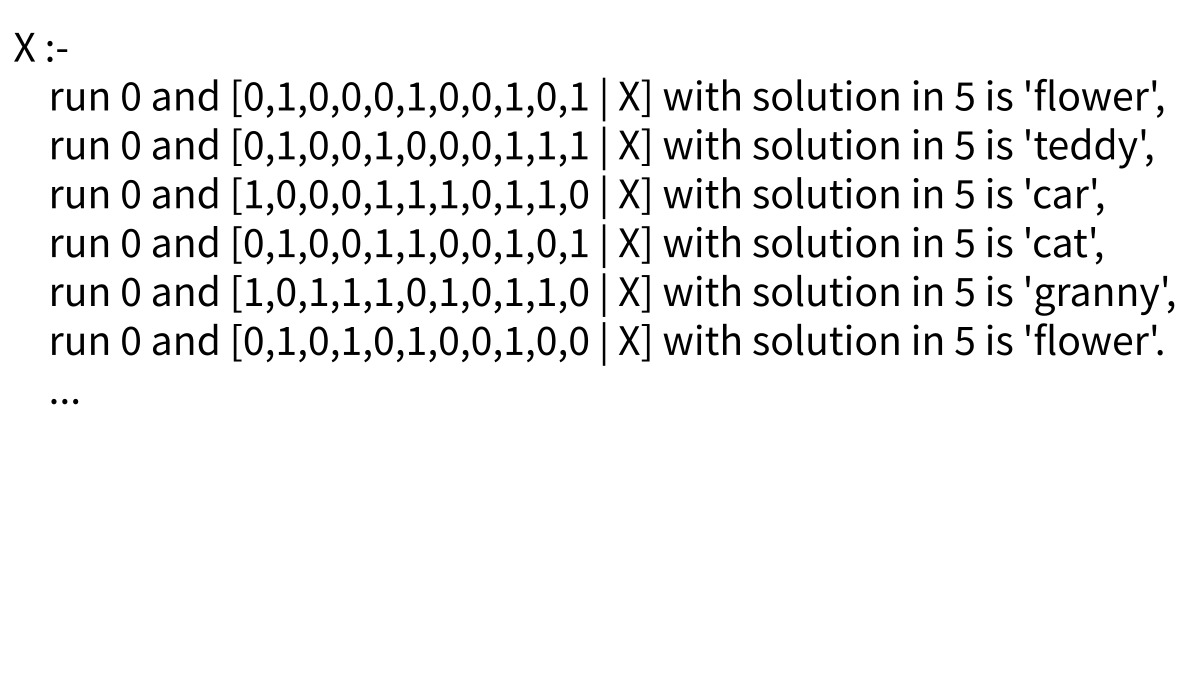 X :-
run 0 and [0,1,0,0,0,1,0,0,1,0,1 | X] with solution in 5 is 'flower',
run 0 and [0,1,0,0,1,0,0,0,1,1,1 | X] with solution in 5 is 'teddy',
run 0 and [1,0,0,0,1,1,1,0,1,1,0 | X] with solution in 5 is 'car',
run 0 and [0,1,0,0,1,1,0,0,1,0,1 | X] with solution in 5 is 'cat',
run 0 and [1,0,1,1,1,0,1,0,1,1,0 | X] with solution in 5 is 'granny',
run 0 and [0,1,0,1,0,1,0,0,1,0,0 | X] with solution in 5 is 'flower'.
...